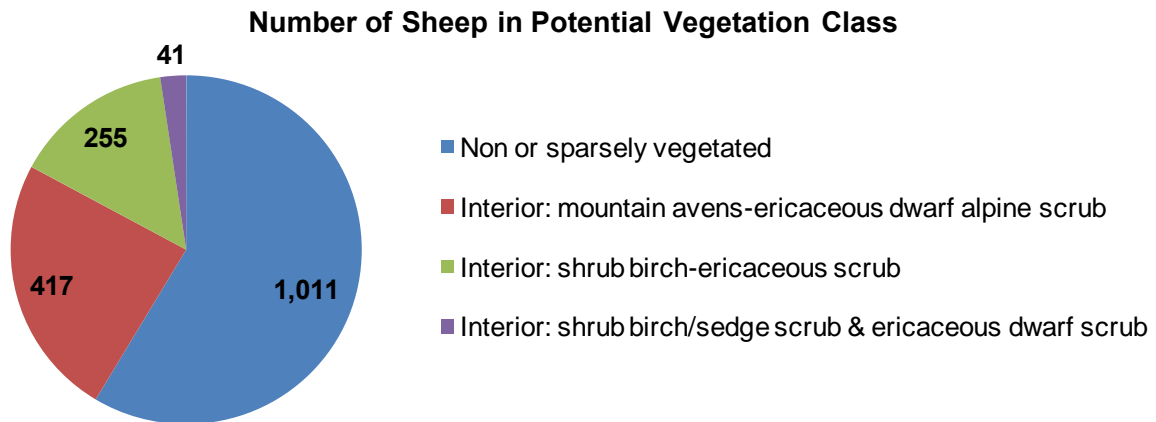 Number of Sheep in Potential Vegetation Class
41
255
417
1,011
Non or sparsely vegetated
Interior: mountain avens-ericaceous dwarf alpine scrub
Interior: shrub birch-ericaceous scrub
Interior: shrub birch/sedge scrub & ericaceous dwarf scrub